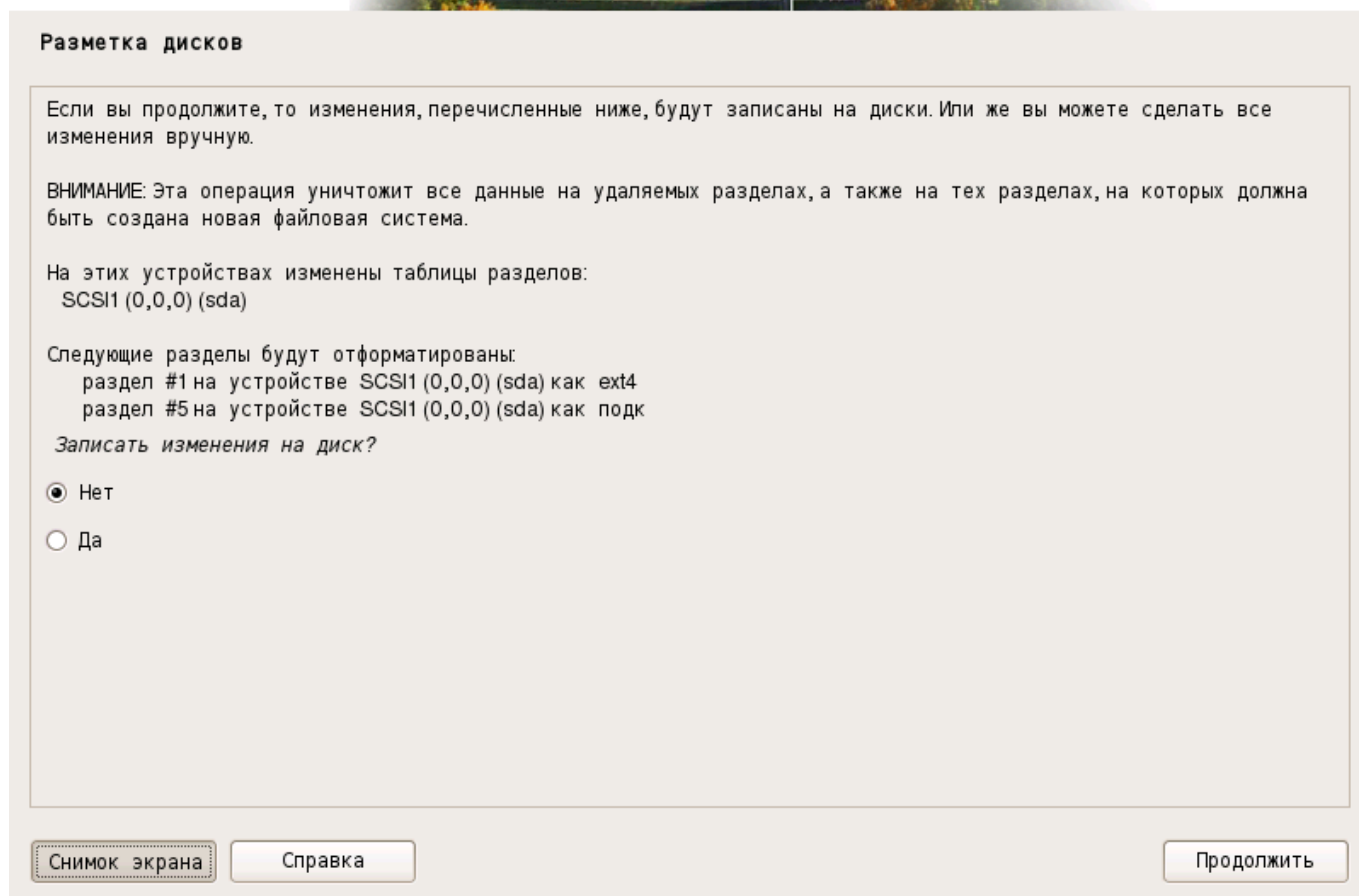 Разметка дисков
Если вы продолжите, то изменения, перечисленные ниже, будут записаны на диски. Или же вы можете сделать все
изменения вручную.
ВНИМАНИЕ: Эта операция уничтожит все данные на удаляемых разделах, а также на тех разделах, на которых должна
быть создана новая файловая система.
На этих устройствах изменены таблицы разделов:
SCSI1 (0,0,0) (sda)
Следующие разделы будут отформатированы:
раздел #1 на устройстве SCSI1 (0,0,0) (sda) как ext4
раздел #5 на устройстве SCSI1 (0,0,0) (sda) как подк
Записать изменения на диск?
Нет
Да
Снимок экрана
Справка
Продолжить